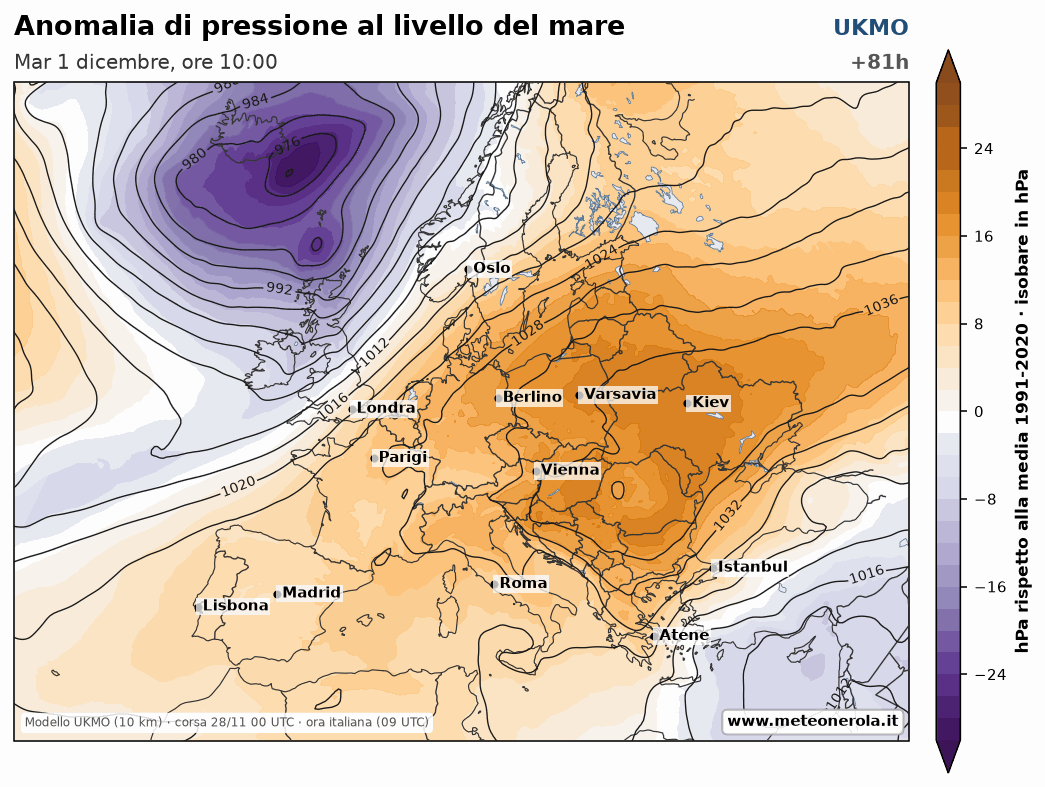 Anomalia di pressione al livello del mare
UKMO
Mar 1 dicembre, ore 10:00
+81h
984
980
976
992
1012
1016
1020
1024
1028
1036
1032
1016
Oslo
Londra
Berlino
Varsavia
Kiev
Parigi
Vienna
Istanbul
Roma
Madrid
Lisbona
Atene
24
16
8
0
−8
−16
−24
hPa rispetto alla media 1991-2020 · isobare in hPa
Modello UKMO (10 km) · corsa 28/11 00 UTC · ora italiana (09 UTC)
www.meteonerola.it